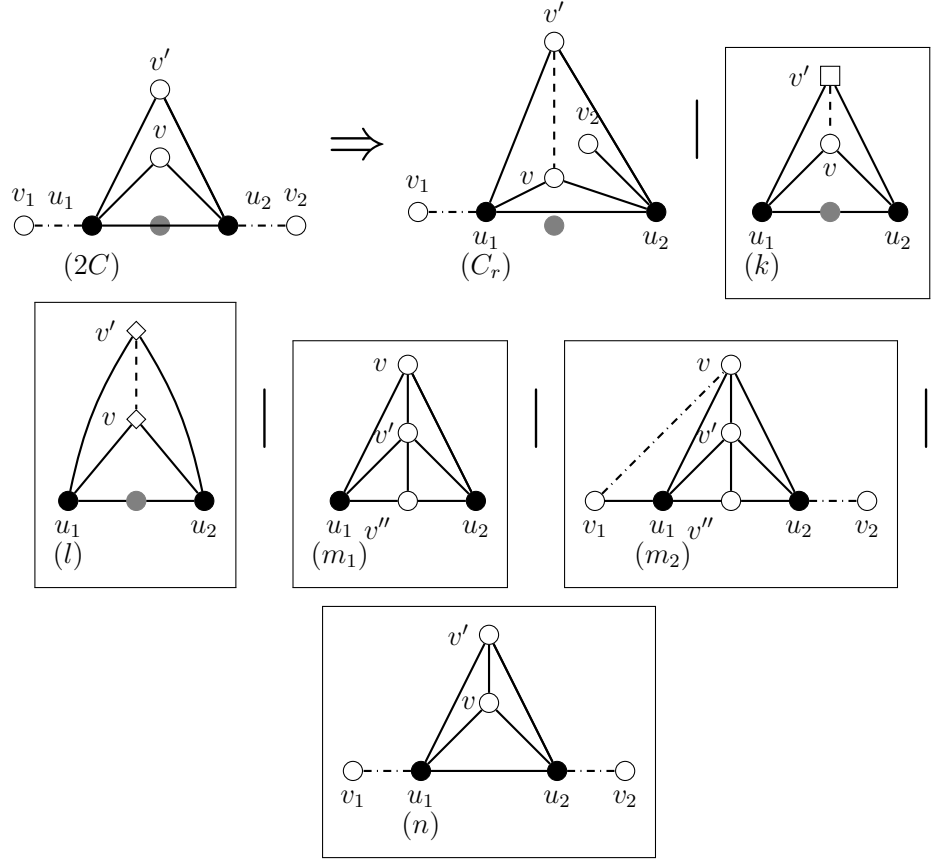 v′
v
v₁ u₁ u₂ v₂
(2C)
⟹
v′
v₂
v
v₁
u₁ u₂
(Cᵣ)
|
v′
v
u₁ u₂
(k)
v′
v
u₁ u₂
(l)
|
v
v′
u₁ v″ u₂
(m₁)
|
v
v′
v₁ u₁ v″ u₂ v₂
(m₂)
|
v′
v
v₁ u₁ u₂ v₂
(n)